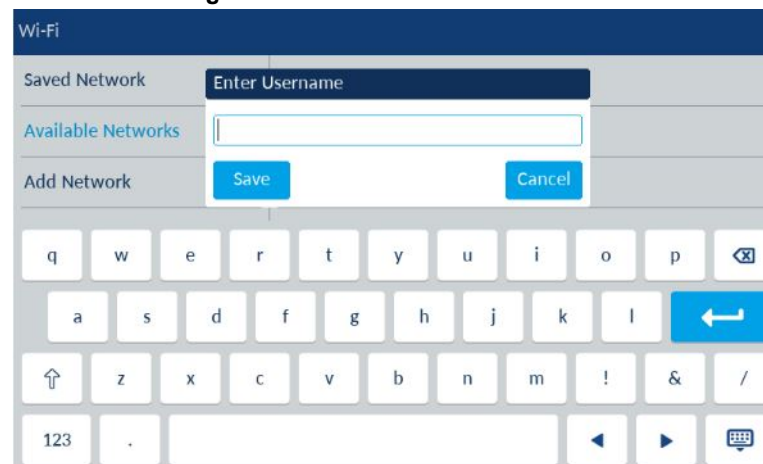 Wi-Fi
Saved Network
Enter Username
Available Networks
Save
Cancel
Add Network
q w e r t y u i o p
a s d f g h j k l
z x c v b n m ! & /
123 .